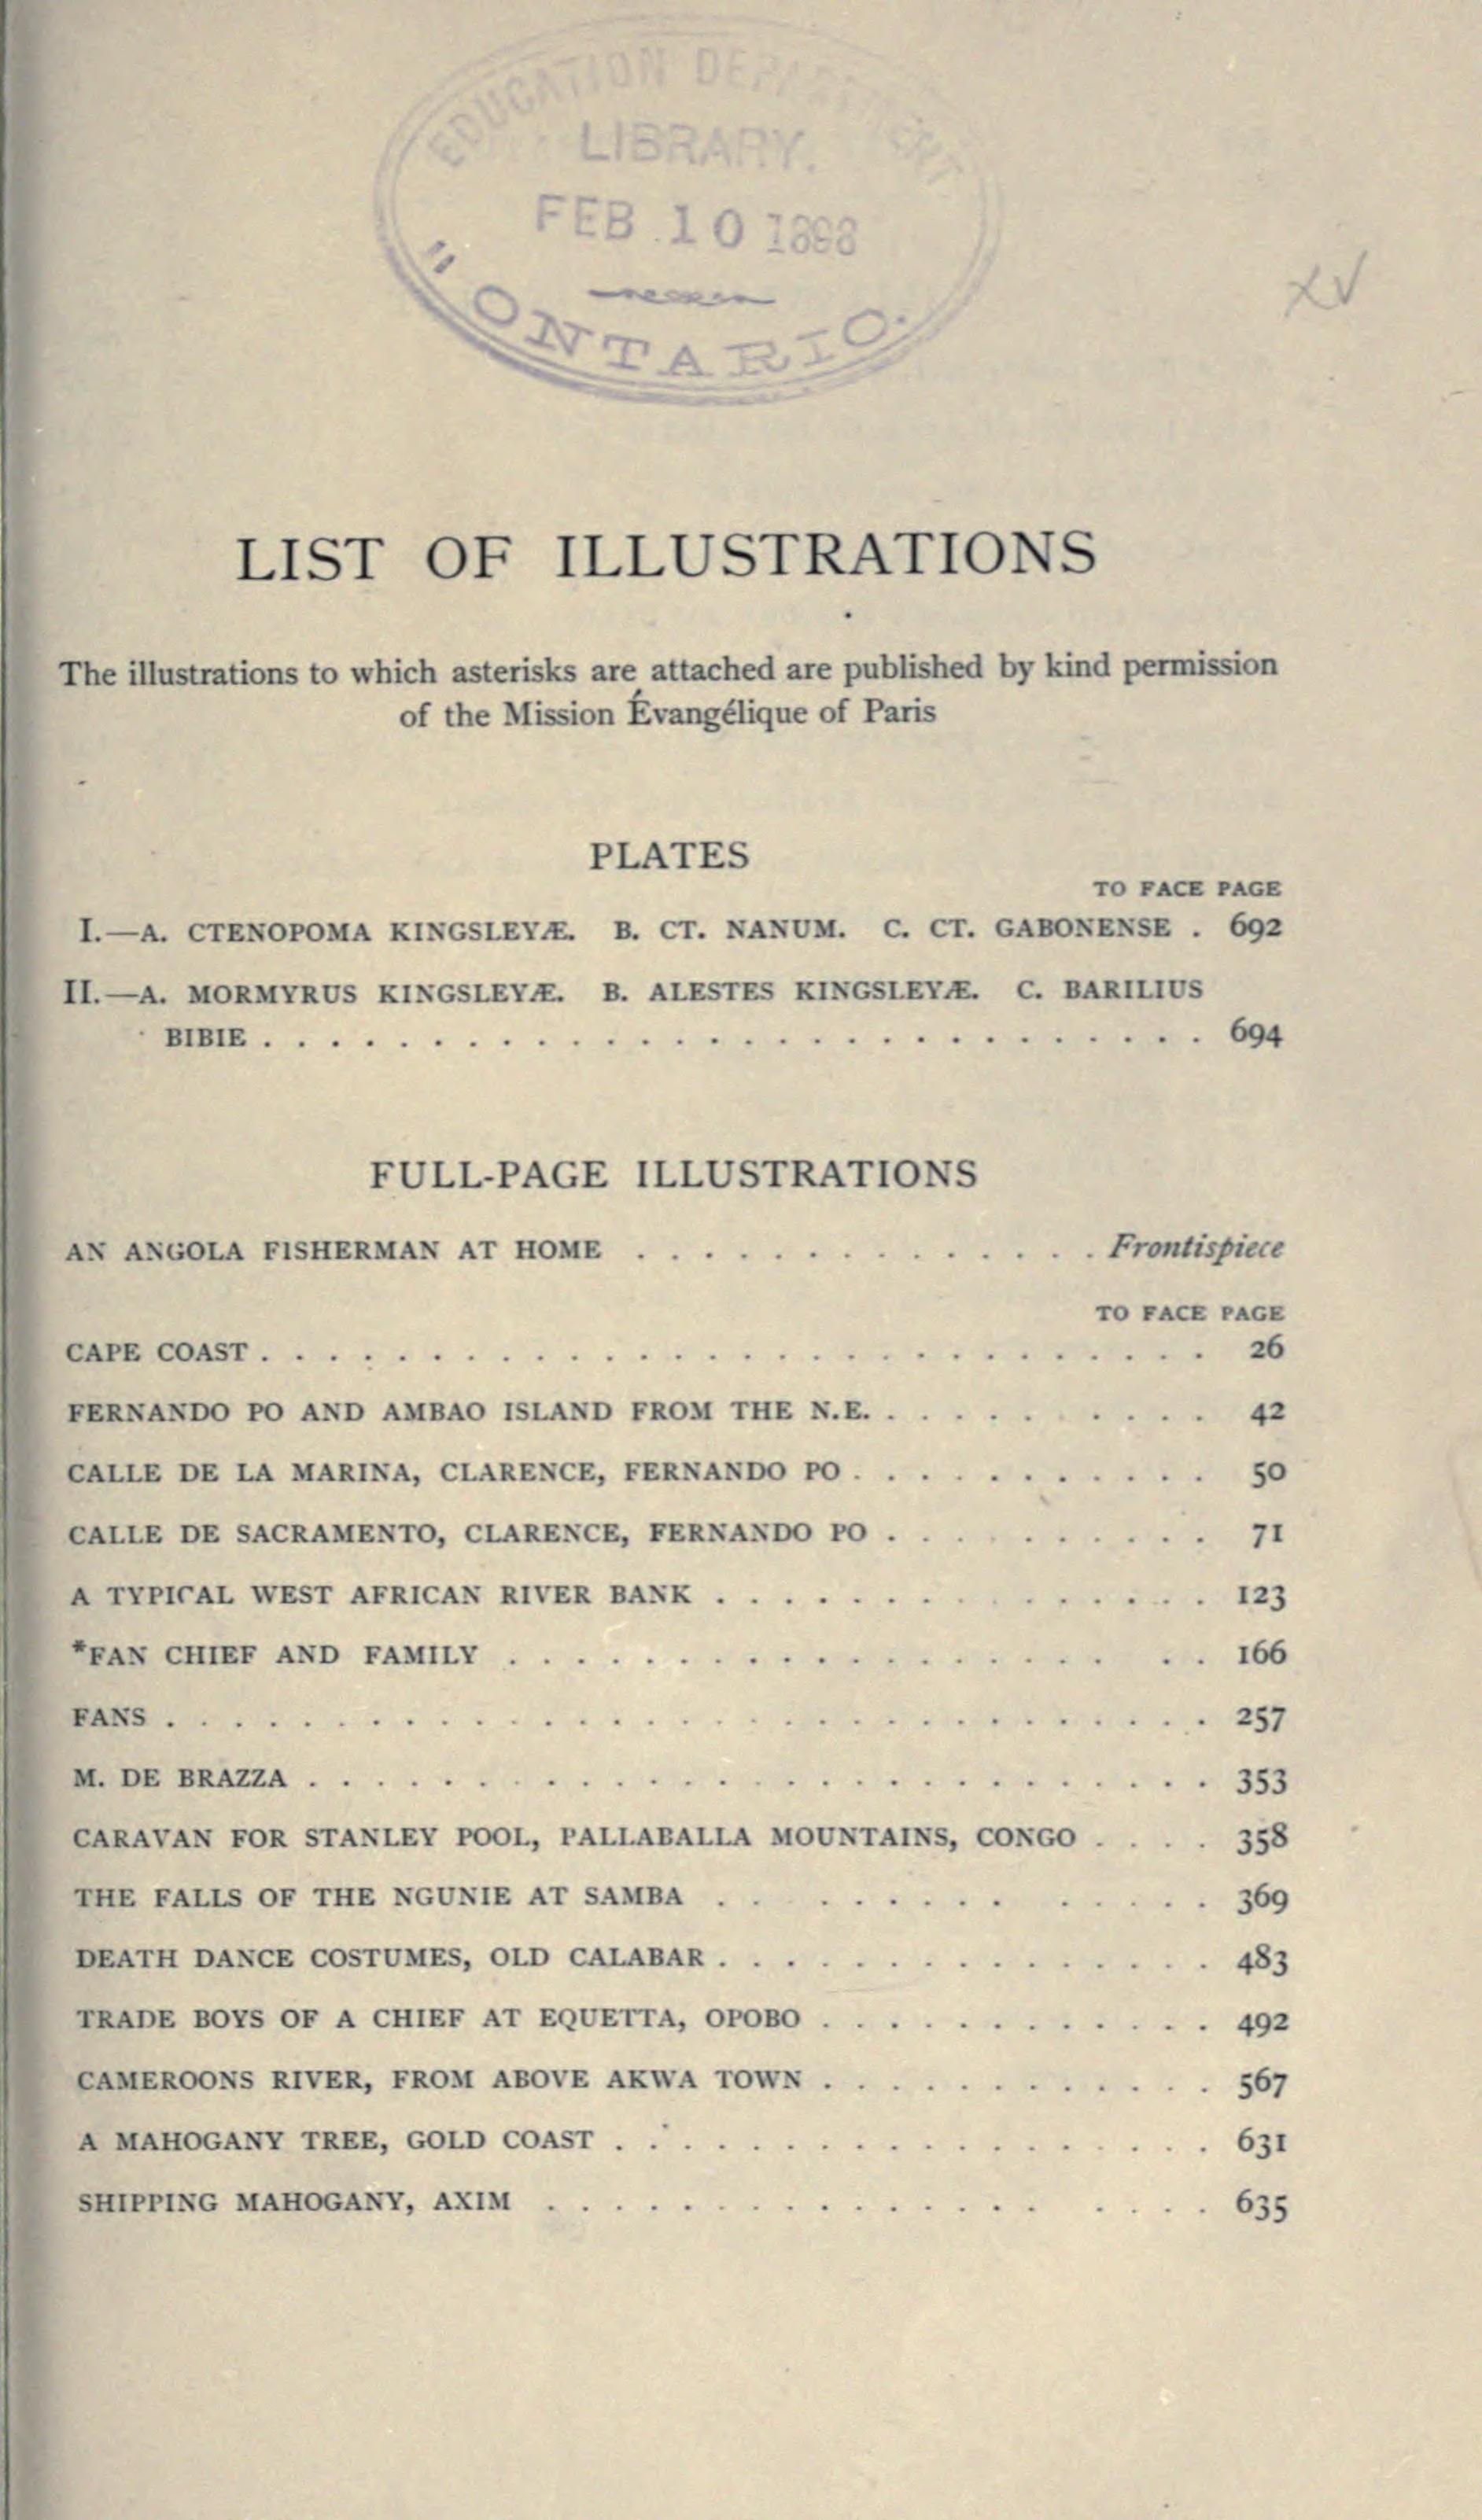 EDUCATION
LIBRARY.
FEB. 10 1898
ONTARIO
XV
LIST OF ILLUSTRATIONS
The illustrations to which asterisks are attached are published by kind permission
of the Mission Évangélique of Paris
PLATES
TO FACE PAGE
I.—A. CTENOPOMA KINGSLEYÆ. B. CT. NANUM. C. CT. GABONENSE . 692
II.—A. MORMYRUS KINGSLEYÆ. B. ALESTES KINGSLEYÆ. C. BARILIUS
BIBIE . . . . . . . . . . . . . . . . . . . . . . . . . . . . 694
FULL-PAGE ILLUSTRATIONS
AN ANGOLA FISHERMAN AT HOME . . . . . . . . . . . . . . Frontispiece
TO FACE PAGE
CAPE COAST . . . . . . . . . . . . . . . . . . . . . . . . . . . . 26
FERNANDO PO AND AMBAO ISLAND FROM THE N.E. . . . . . . . . . . 42
CALLE DE LA MARINA, CLARENCE, FERNANDO PO . . . . . . . . . . . 50
CALLE DE SACRAMENTO, CLARENCE, FERNANDO PO . . . . . . . . . . 71
A TYPICAL WEST AFRICAN RIVER BANK . . . . . . . . . . . . . . . 123
*FAN CHIEF AND FAMILY . . . . . . . . . . . . . . . . . . . . . 166
FANS . . . . . . . . . . . . . . . . . . . . . . . . . . . . . . . 257
M. DE BRAZZA . . . . . . . . . . . . . . . . . . . . . . . . . . . 353
CARAVAN FOR STANLEY POOL, PALLABALLA MOUNTAINS, CONGO . . . . 358
THE FALLS OF THE NGUNIE AT SAMBA . . . . . . . . . . . . . . 369
DEATH DANCE COSTUMES, OLD CALABAR . . . . . . . . . . . . . . . 483
TRADE BOYS OF A CHIEF AT EQUETTA, OPOBO . . . . . . . . . . . . 492
CAMEROONS RIVER, FROM ABOVE AKWA TOWN . . . . . . . . . . . . 567
A MAHOGANY TREE, GOLD COAST . . . . . . . . . . . . . . . . . . 631
SHIPPING MAHOGANY, AXIM . . . . . . . . . . . . . . . . . . . 635